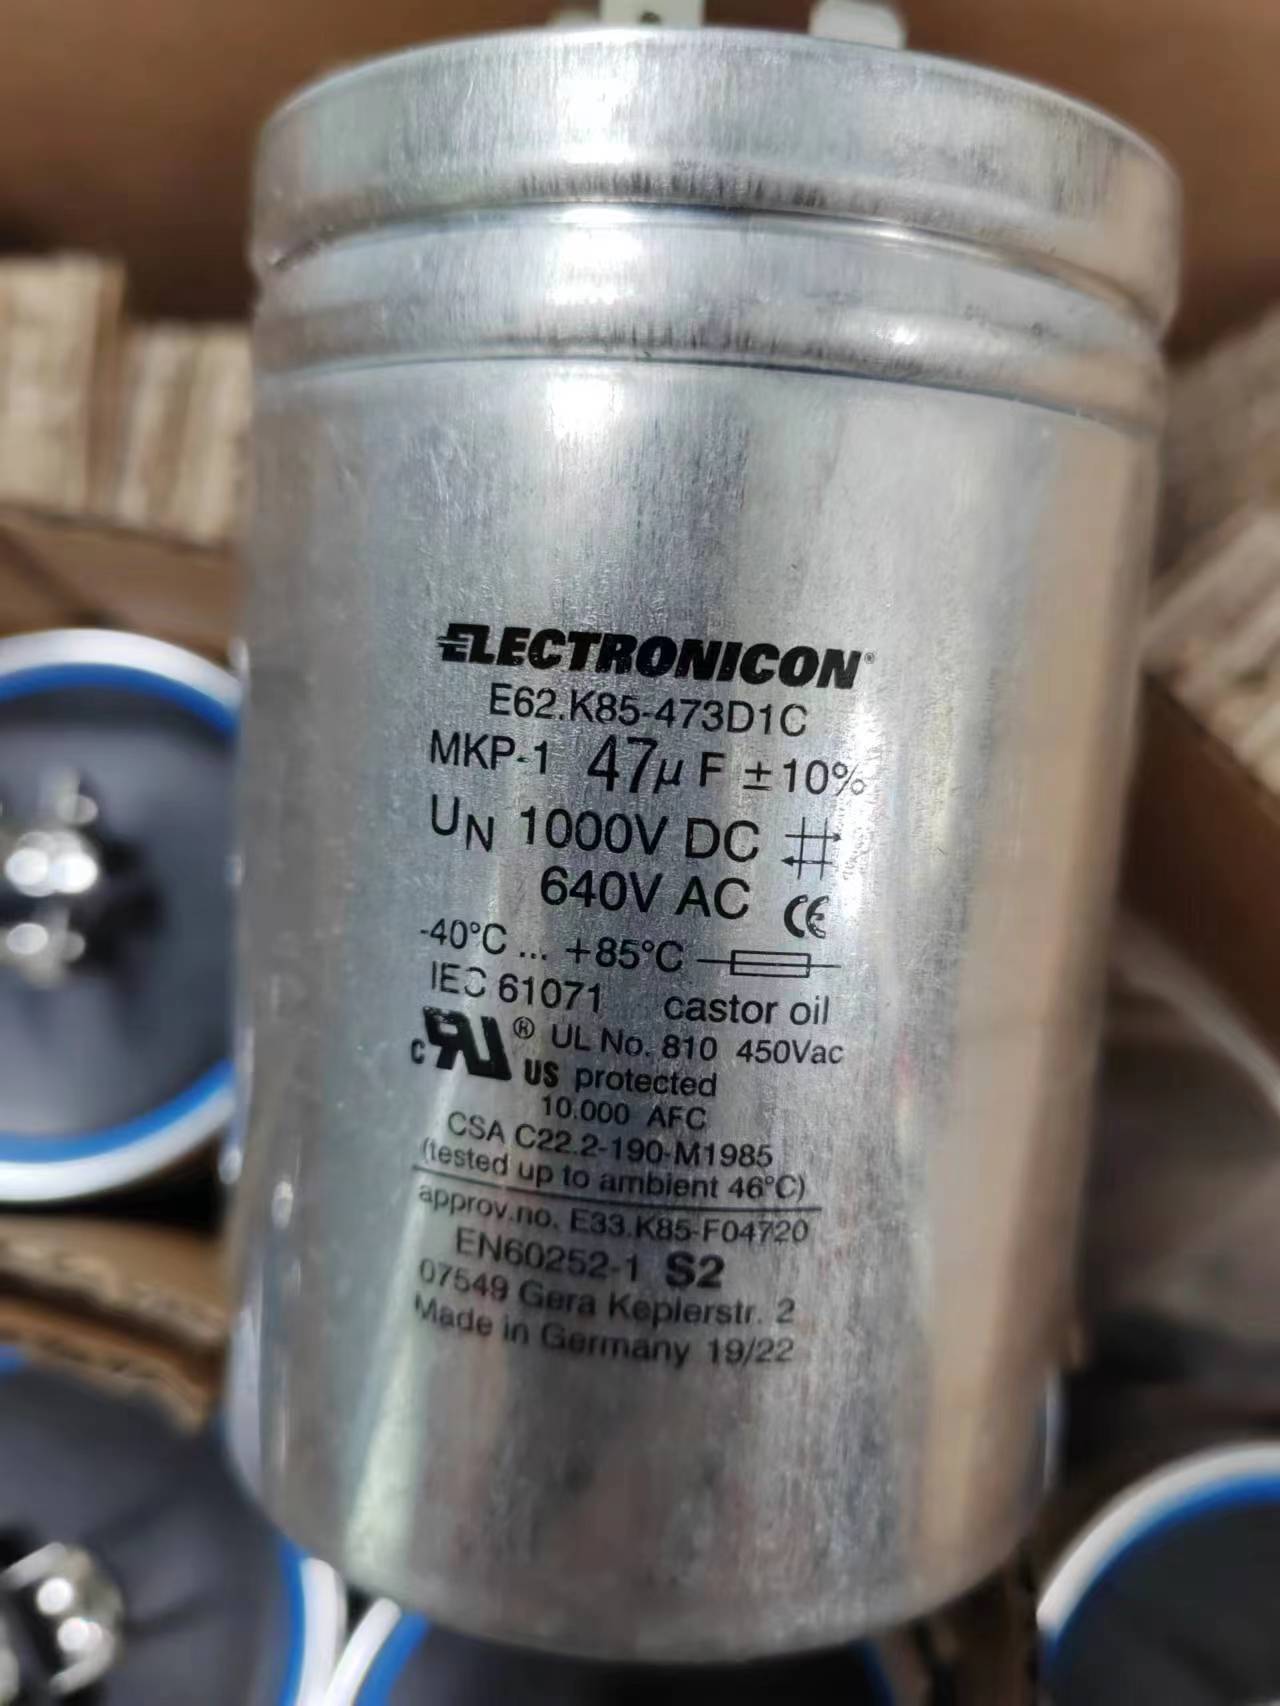 ELECTRONICON®
E62.K85-473D1C
MKP-1 47µF ±10%
UN 1000V DC
640V AC CE
-40°C ... +85°C
IEC 61071 castor oil
c RU ® US UL No. 810 450Vac
protected
10.000 AFC
CSA C22.2-190-M1985
(tested up to ambient 46°C)
approv.no. E33.K85-F04720
EN60252-1 S2
07549 Gera Keplerstr. 2
Made in Germany 19/22